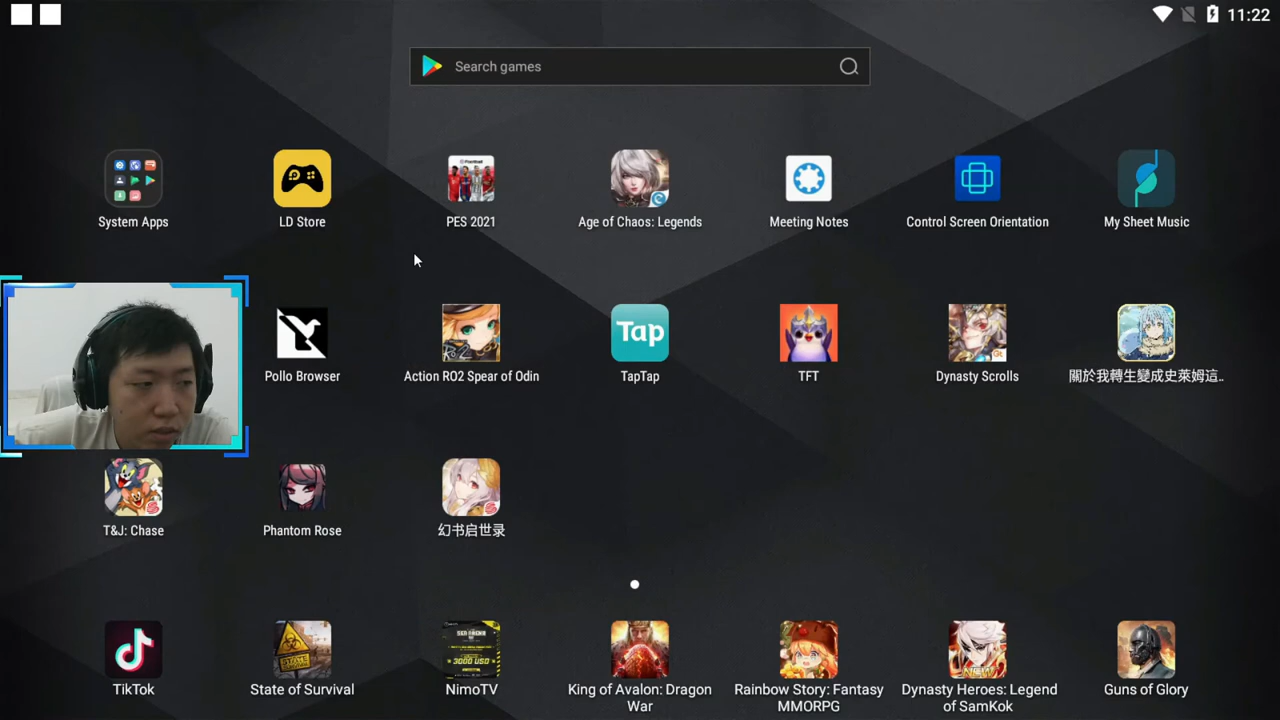 11:22
Search games
System Apps
LD Store
PES 2021
Age of Chaos: Legends
Meeting Notes
Control Screen Orientation
My Sheet Music
Pollo Browser
Action RO2 Spear of Odin
TapTap
TFT
Dynasty Scrolls
關於我轉生變成史萊姆這..
Tap
T&J: Chase
Phantom Rose
幻书启世录
TikTok
State of Survival
NimoTV
King of Avalon: Dragon
War
Rainbow Story: Fantasy
MMORPG
Dynasty Heroes: Legend
of SamKok
Guns of Glory
3000 USD